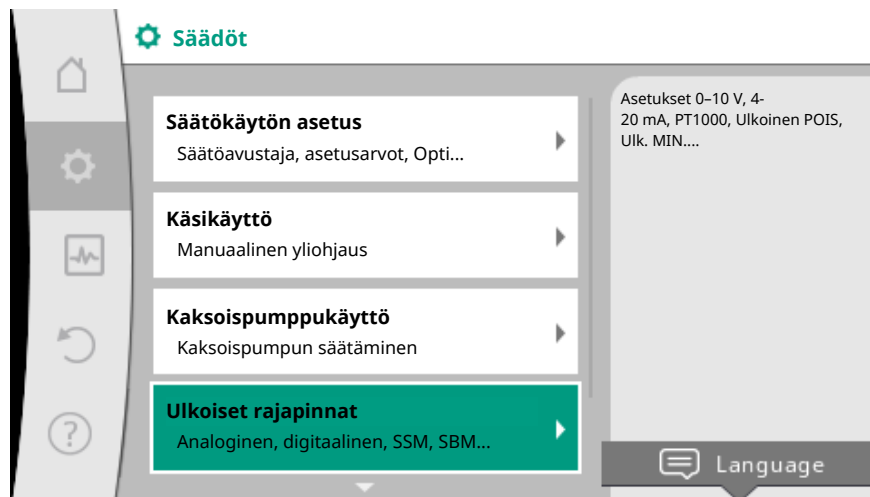 Säädöt
Säätökäytön asetus
Säätöavustaja, asetusarvot, Opti...
Käsikäyttö
Manuaalinen yliohjaus
Kaksoispumppukäyttö
Kaksoispumpun säätäminen
Ulkoiset rajapinnat
Analoginen, digitaalinen, SSM, SBM...
Asetukset 0–10 V, 4-
20 mA, PT1000, Ulkoinen POIS,
Ulk. MIN....
?
Language